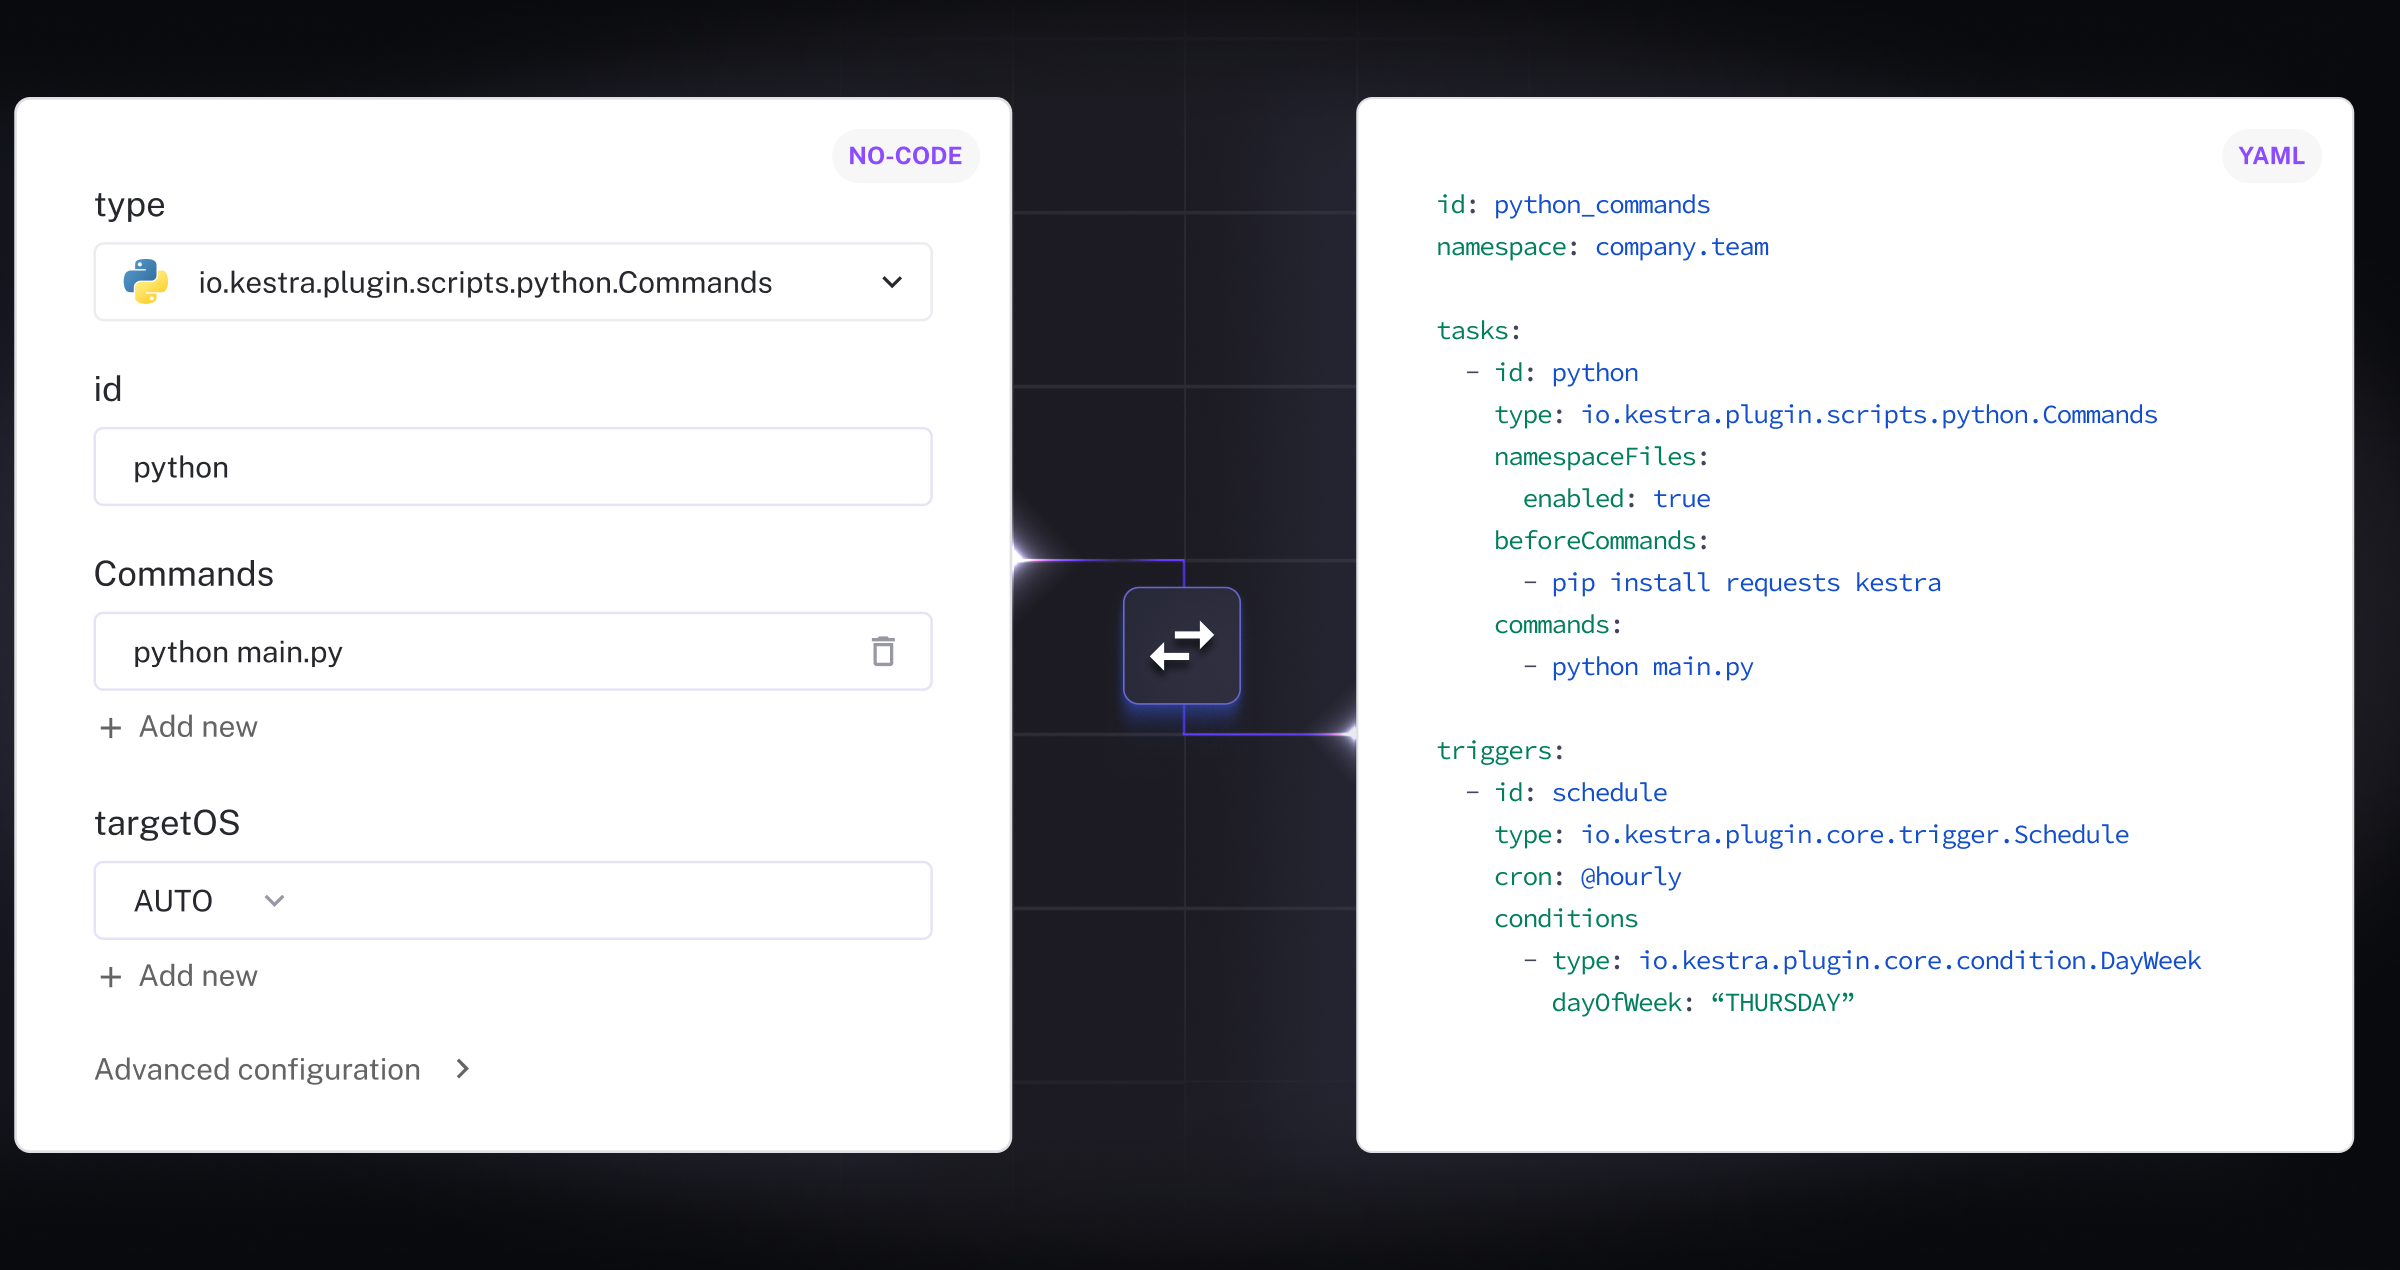 NO-CODE
type
io.kestra.plugin.scripts.python.Commands
id
python
Commands
python main.py
+ Add new
targetOS
AUTO
+ Add new
Advanced configuration >
YAML
id: python_commands
namespace: company.team
tasks:
- id: python
type: io.kestra.plugin.scripts.python.Commands
namespaceFiles:
enabled: true
beforeCommands:
- pip install requests kestra
commands:
- python main.py
triggers:
- id: schedule
type: io.kestra.plugin.core.trigger.Schedule
cron: @hourly
conditions
- type: io.kestra.plugin.core.condition.DayWeek
dayOfWeek: “THURSDAY”